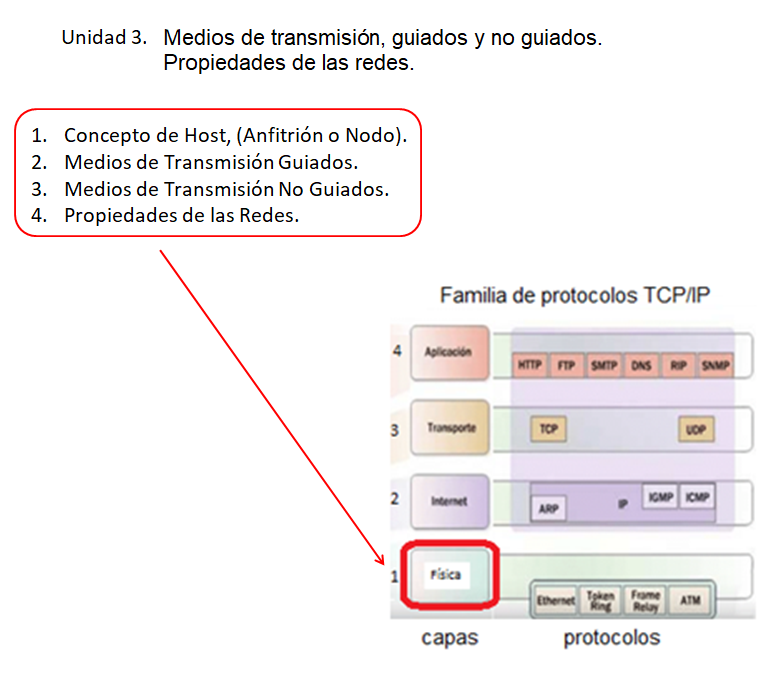 Unidad 3. Medios de transmisión, guiados y no guiados.
Propiedades de las redes.
1. Concepto de Host, (Anfitrión o Nodo).
2. Medios de Transmisión Guiados.
3. Medios de Transmisión No Guiados.
4. Propiedades de las Redes.
Familia de protocolos TCP/IP
4 Aplicación HTTP FTP SMTP DNS RIP SNMP
3 Transporte TCP UDP
2 Internet ARP IP IGMP ICMP
1 Física
Ethernet Token Ring Frame Relay ATM
capas protocolos